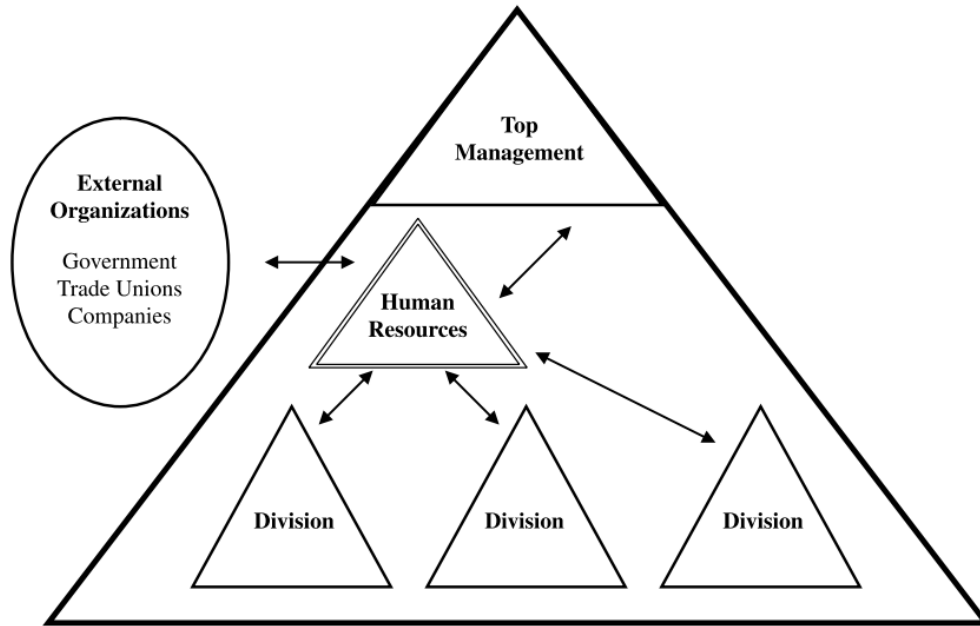 Top
Management
External
Organizations
Government
Trade Unions
Companies
Human
Resources
Division
Division
Division